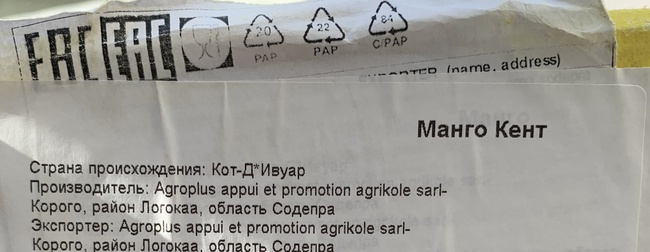 EAC EAC
20 22 84
PAP PAP C/PAP
EXPORTER (name, address)
Манго Кент
Страна происхождения: Кот-Д*Ивуар
Производитель: Agroplus appui et promotion agrikole sarl-
Корого, район Логокаа, область Содепра
Экспортер: Agroplus appui et promotion agrikole sarl-
Корого, район Логокаа, область Содепра